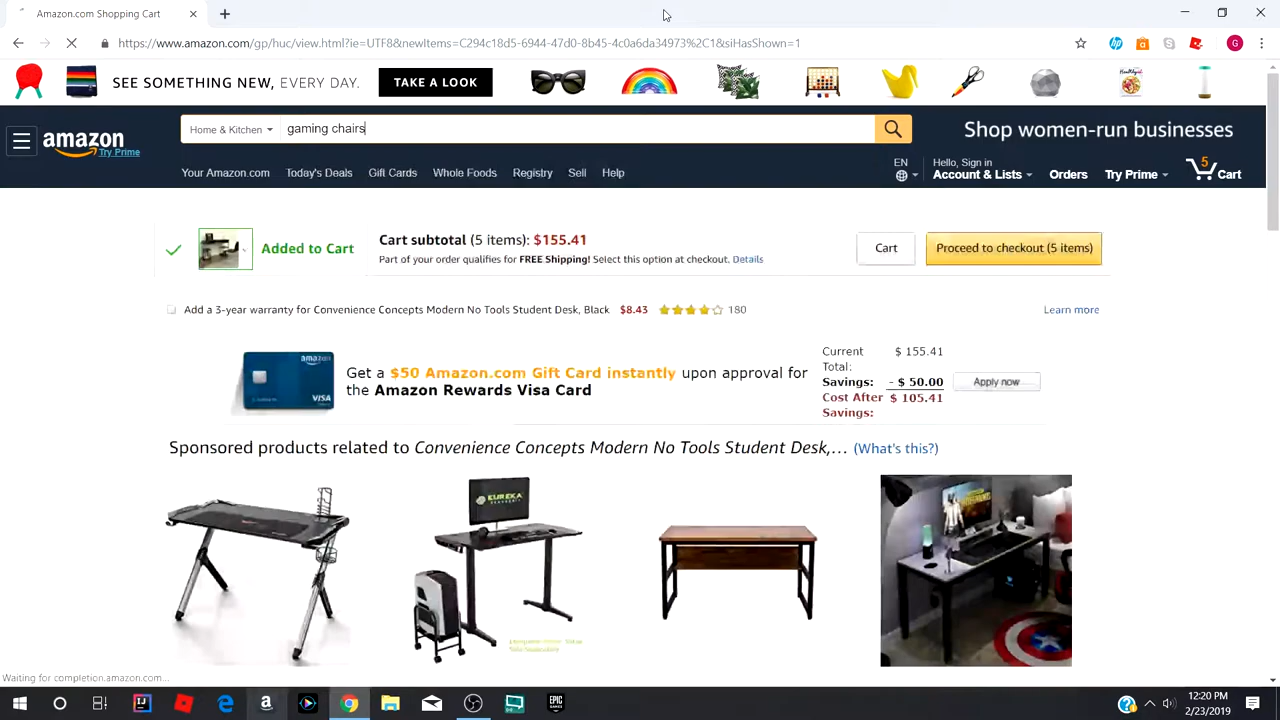 Amazon.com Shopping Cart
https://www.amazon.com/gp/huc/view.html?ie=UTF8&newItems=C294c18d5-6944-47d0-8b45-4c0a6da34973%2C1&siHasShown=1
SEE SOMETHING NEW, EVERY DAY. TAKE A LOOK
Home & Kitchen gaming chairs
Shop women-run businesses
amazon
Try Prime
Your Amazon.com Today's Deals Gift Cards Whole Foods Registry Sell Help
EN
Hello, Sign in
Account & Lists Orders Try Prime 5 Cart
Added to Cart
Cart subtotal (5 items): $155.41
Part of your order qualifies for FREE Shipping! Select this option at checkout. Details
Cart
Proceed to checkout (5 items)
Add a 3-year warranty for Convenience Concepts Modern No Tools Student Desk, Black $8.43 180 Learn more
amazon
VISA
Get a $50 Amazon.com Gift Card instantly upon approval for
the Amazon Rewards Visa Card
Current $ 155.41
Total:
Savings: - $ 50.00
Cost After $ 105.41
Savings:
Apply now
Sponsored products related to Convenience Concepts Modern No Tools Student Desk,… (What's this?)
EUREKA
Waiting for completion.amazon.com...
EPIC
GAMES
12:20 PM
2/23/2019